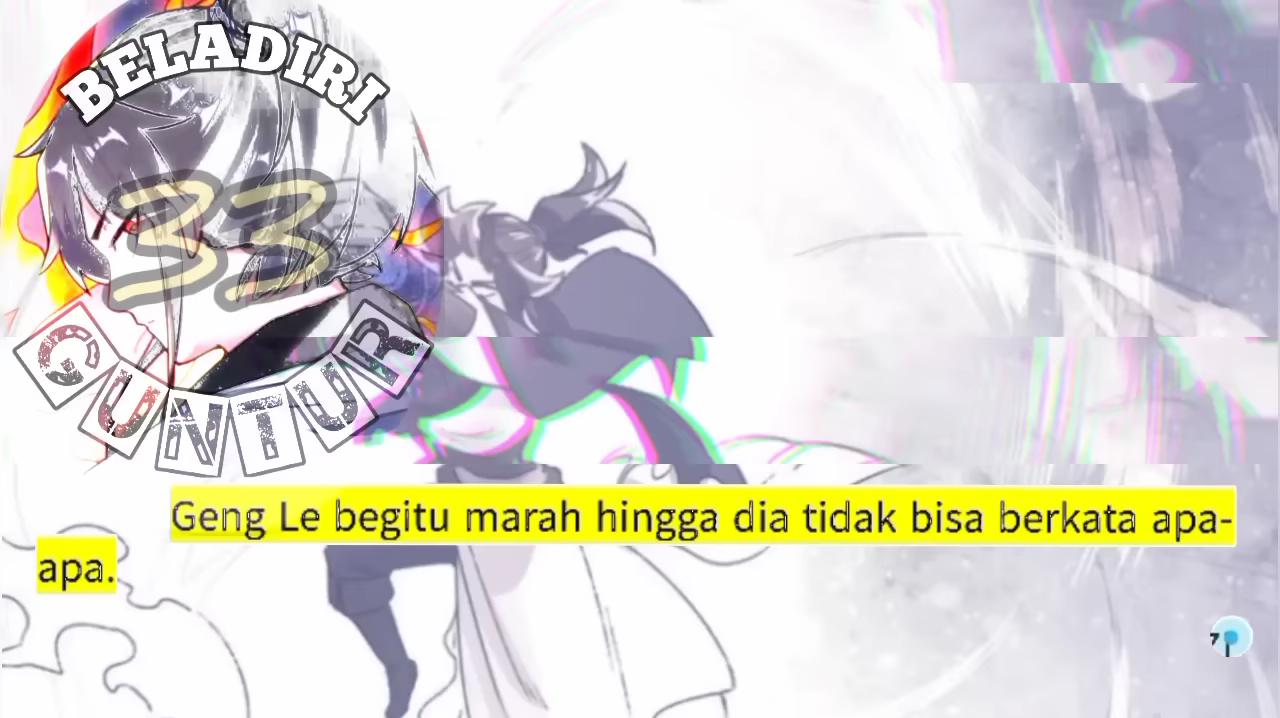 BELADIRI
33
GUNTUR
Geng Le begitu marah hingga dia tidak bisa berkata apa-
apa.